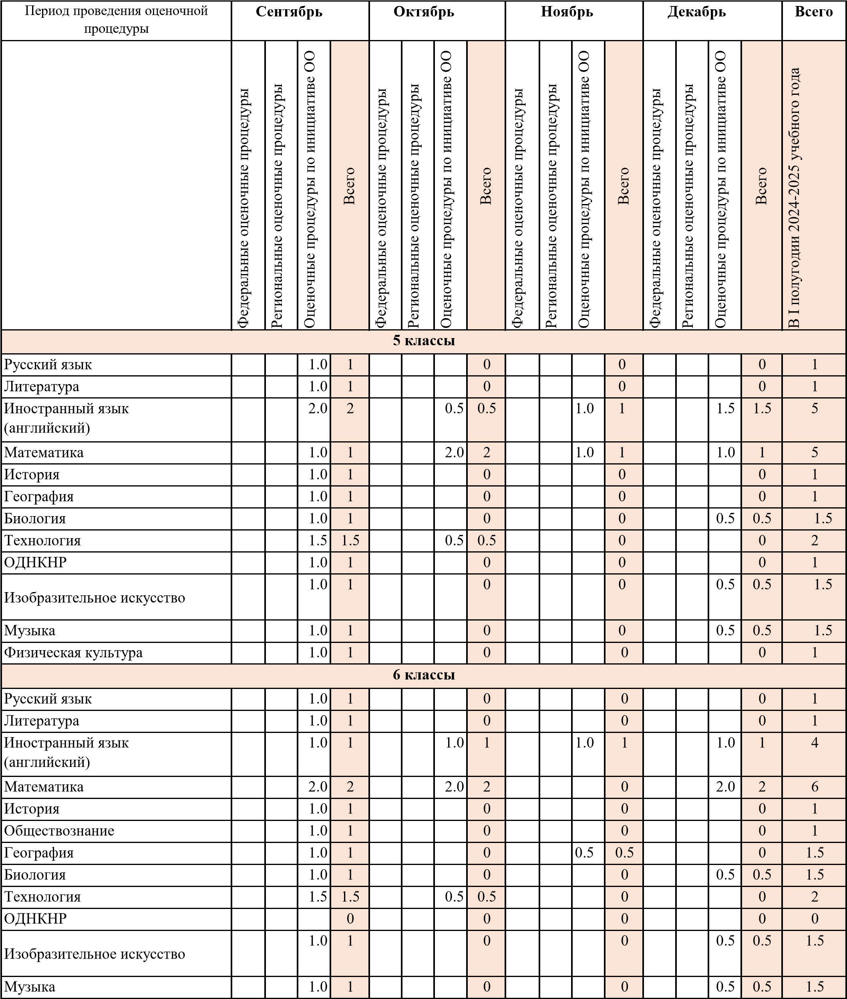 Период проведения оценочной
процедуры
Сентябрь
Октябрь
Ноябрь
Декабрь
Всего
Федеральные оценочные процедуры
Региональные оценочные процедуры
Оценочные процедуры по инициативе ОО
Всего
Федеральные оценочные процедуры
Региональные оценочные процедуры
Оценочные процедуры по инициативе ОО
Всего
Федеральные оценочные процедуры
Региональные оценочные процедуры
Оценочные процедуры по инициативе ОО
Всего
Федеральные оценочные процедуры
Региональные оценочные процедуры
Оценочные процедуры по инициативе ОО
Всего
В I полугодии 2024-2025 учебного года
5 классы
Русский язык 1.0 1 0 0 0 1
Литература 1.0 1 0 0 0 1
Иностранный язык 2.0 2 0.5 0.5 1.0 1 1.5 1.5 5
(английский)
Математика 1.0 1 2.0 2 1.0 1 1.0 1 5
История 1.0 1 0 0 0 1
География 1.0 1 0 0 0 1
Биология 1.0 1 0 0 0.5 0.5 1.5
Технология 1.5 1.5 0.5 0.5 0 0 2
ОДНКНР 1.0 1 0 0 0 1
Изобразительное искусство 1.0 1 0 0 0.5 0.5 1.5
Музыка 1.0 1 0 0 0.5 0.5 1.5
Физическая культура 1.0 1 0 0 0 1
6 классы
Русский язык 1.0 1 0 0 0 1
Литература 1.0 1 0 0 0 1
Иностранный язык 1.0 1 1.0 1 1.0 1 1.0 1 4
(английский)
Математика 2.0 2 2.0 2 0 2.0 2 6
История 1.0 1 0 0 0 1
Обществознание 1.0 1 0 0 0 1
География 1.0 1 0 0.5 0.5 0 1.5
Биология 1.0 1 0 0 0.5 0.5 1.5
Технология 1.5 1.5 0.5 0.5 0 0 2
ОДНКНР 0 0 0 0 0
Изобразительное искусство 1.0 1 0 0 0.5 0.5 1.5
Музыка 1.0 1 0 0 0.5 0.5 1.5